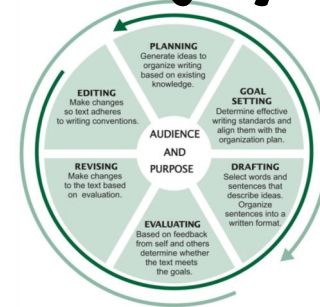 PLANNING
Generate ideas to
organize writing
based on existing
knowledge.
GOAL
SETTING
Determine effective
writing standards and
align them with the
organization plan.
DRAFTING
Select words and
sentences that
describe ideas.
Organize
sentences into a
written format.
EVALUATING
Based on feedback
from self and others
determine whether
the text meets
the goals.
REVISING
Make changes
to the text based
on evaluation.
EDITING
Make changes
so text adheres
to writing conventions.
AUDIENCE
AND
PURPOSE